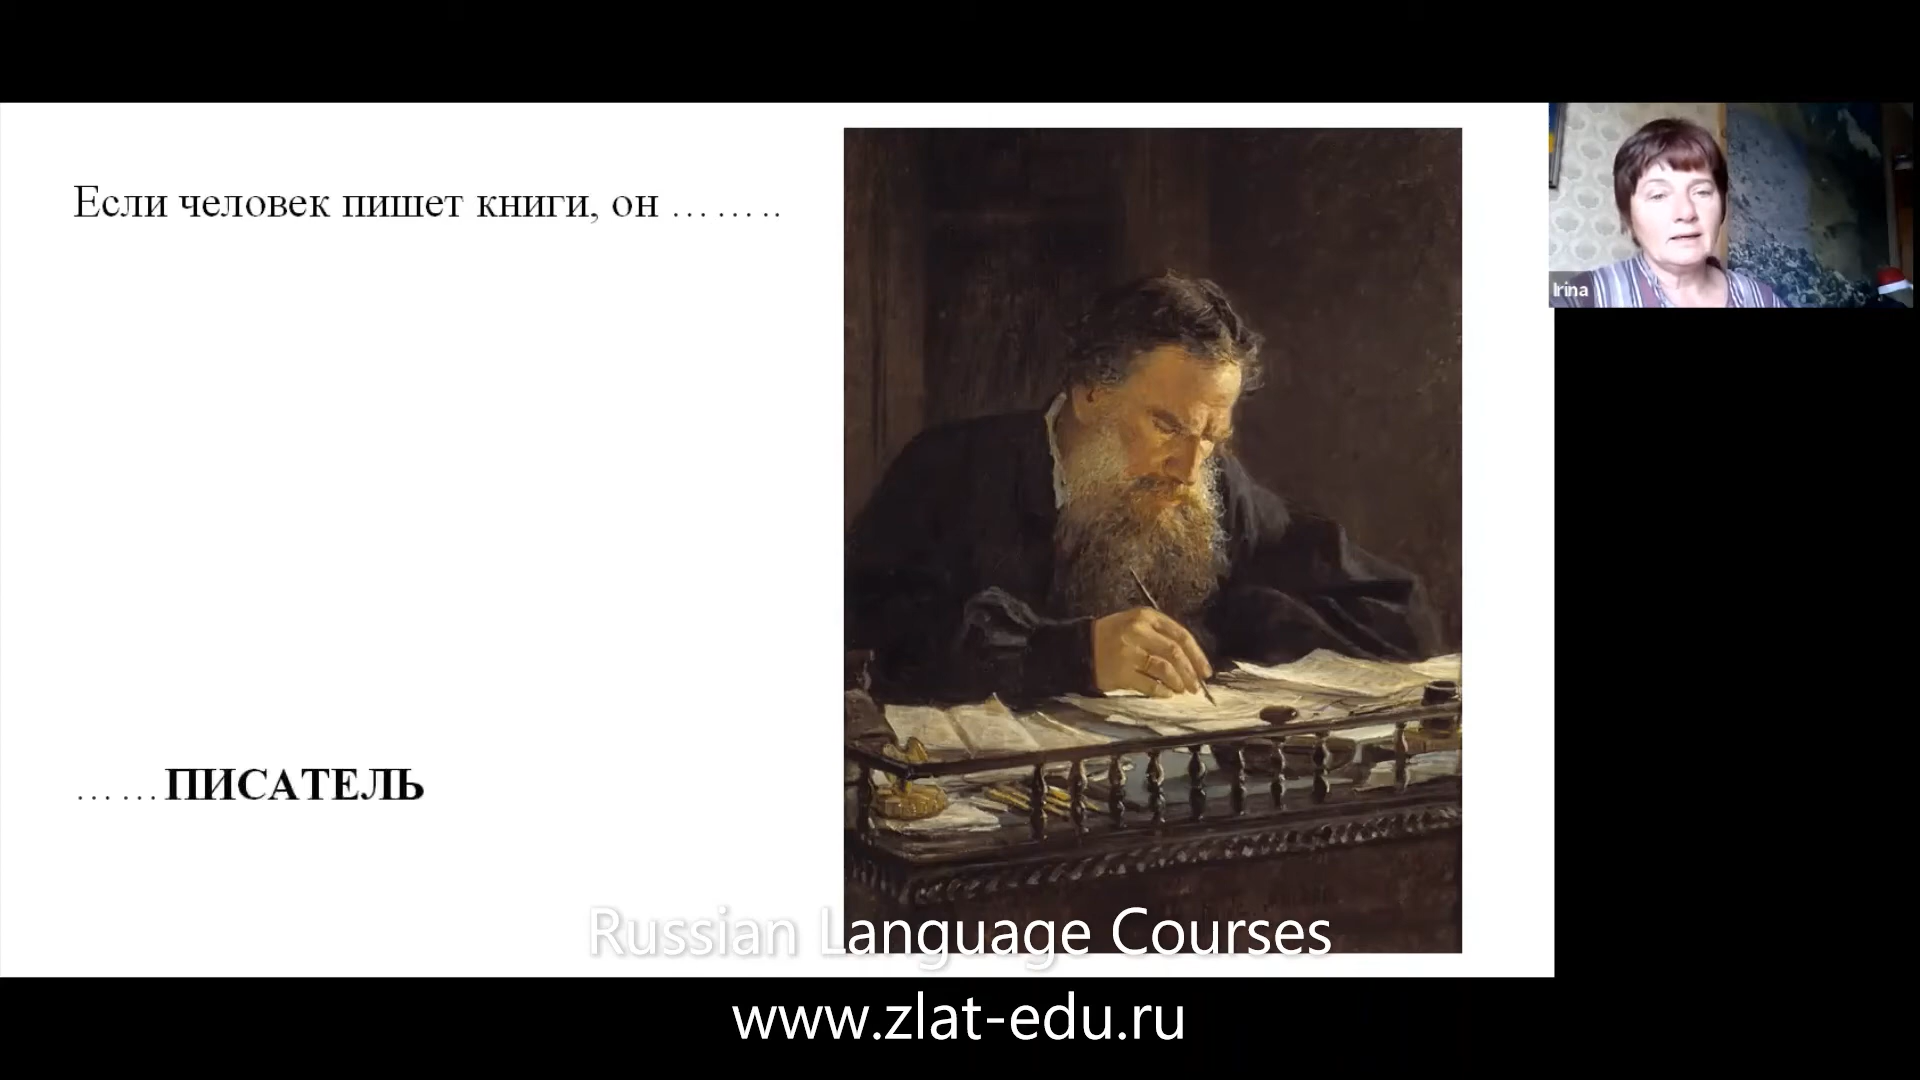 Если человек пишет книги, он ……..
Irina
……ПИСАТЕЛЬ
Russian Language Courses
www.zlat-edu.ru